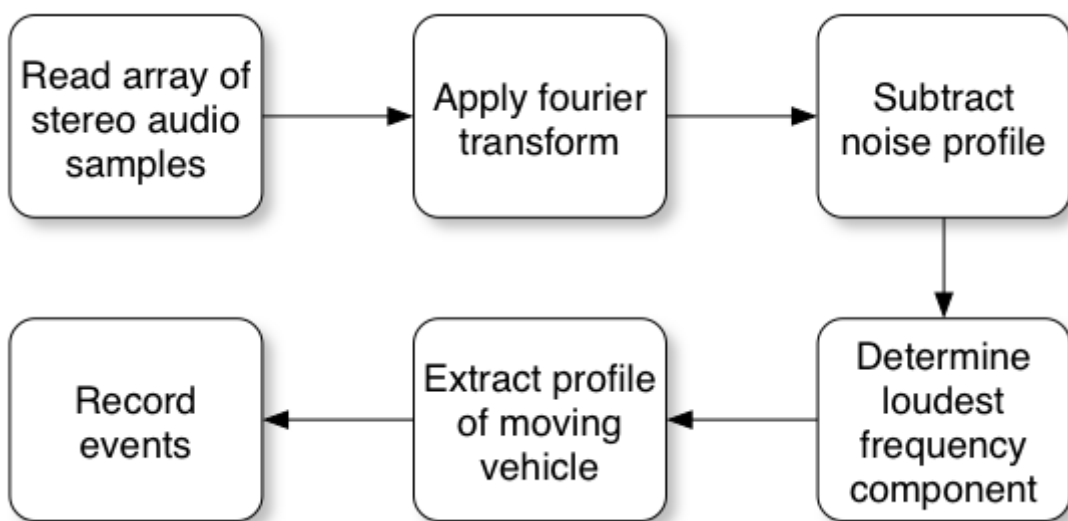 Read array of
stereo audio
samples
Apply fourier
transform
Subtract
noise profile
Determine
loudest
frequency
component
Extract profile
of moving
vehicle
Record
events